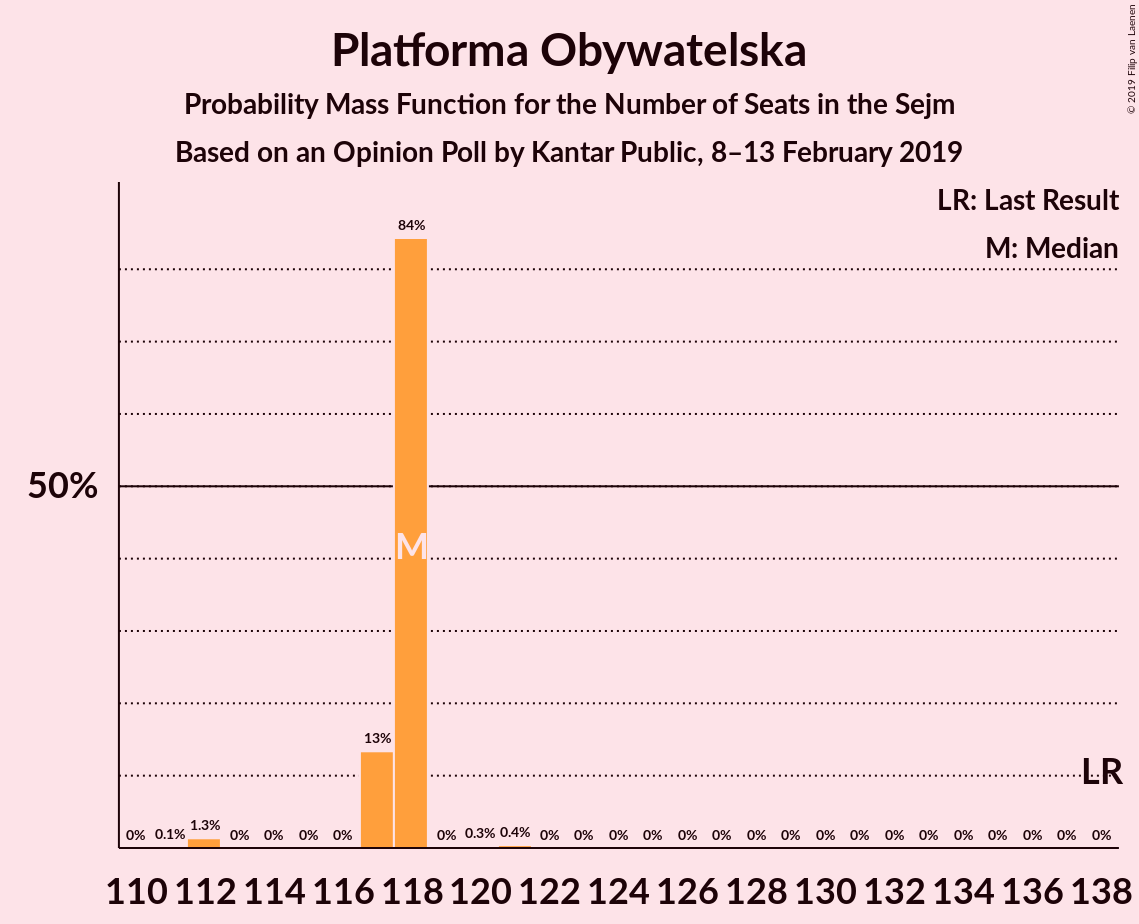 Platforma Obywatelska
Probability Mass Function for the Number of Seats in the Sejm
Based on an Opinion Poll by Kantar Public, 8–13 February 2019
© 2019 Filip van Laenen
LR: Last Result
M: Median
84%
50%
M
13%
LR
0% 0.1% 1.3% 0% 0% 0% 0% 0% 0.3% 0.4% 0% 0% 0% 0% 0% 0% 0% 0% 0% 0% 0% 0% 0% 0% 0% 0% 0%
110 112 114 116 118 120 122 124 126 128 130 132 134 136 138